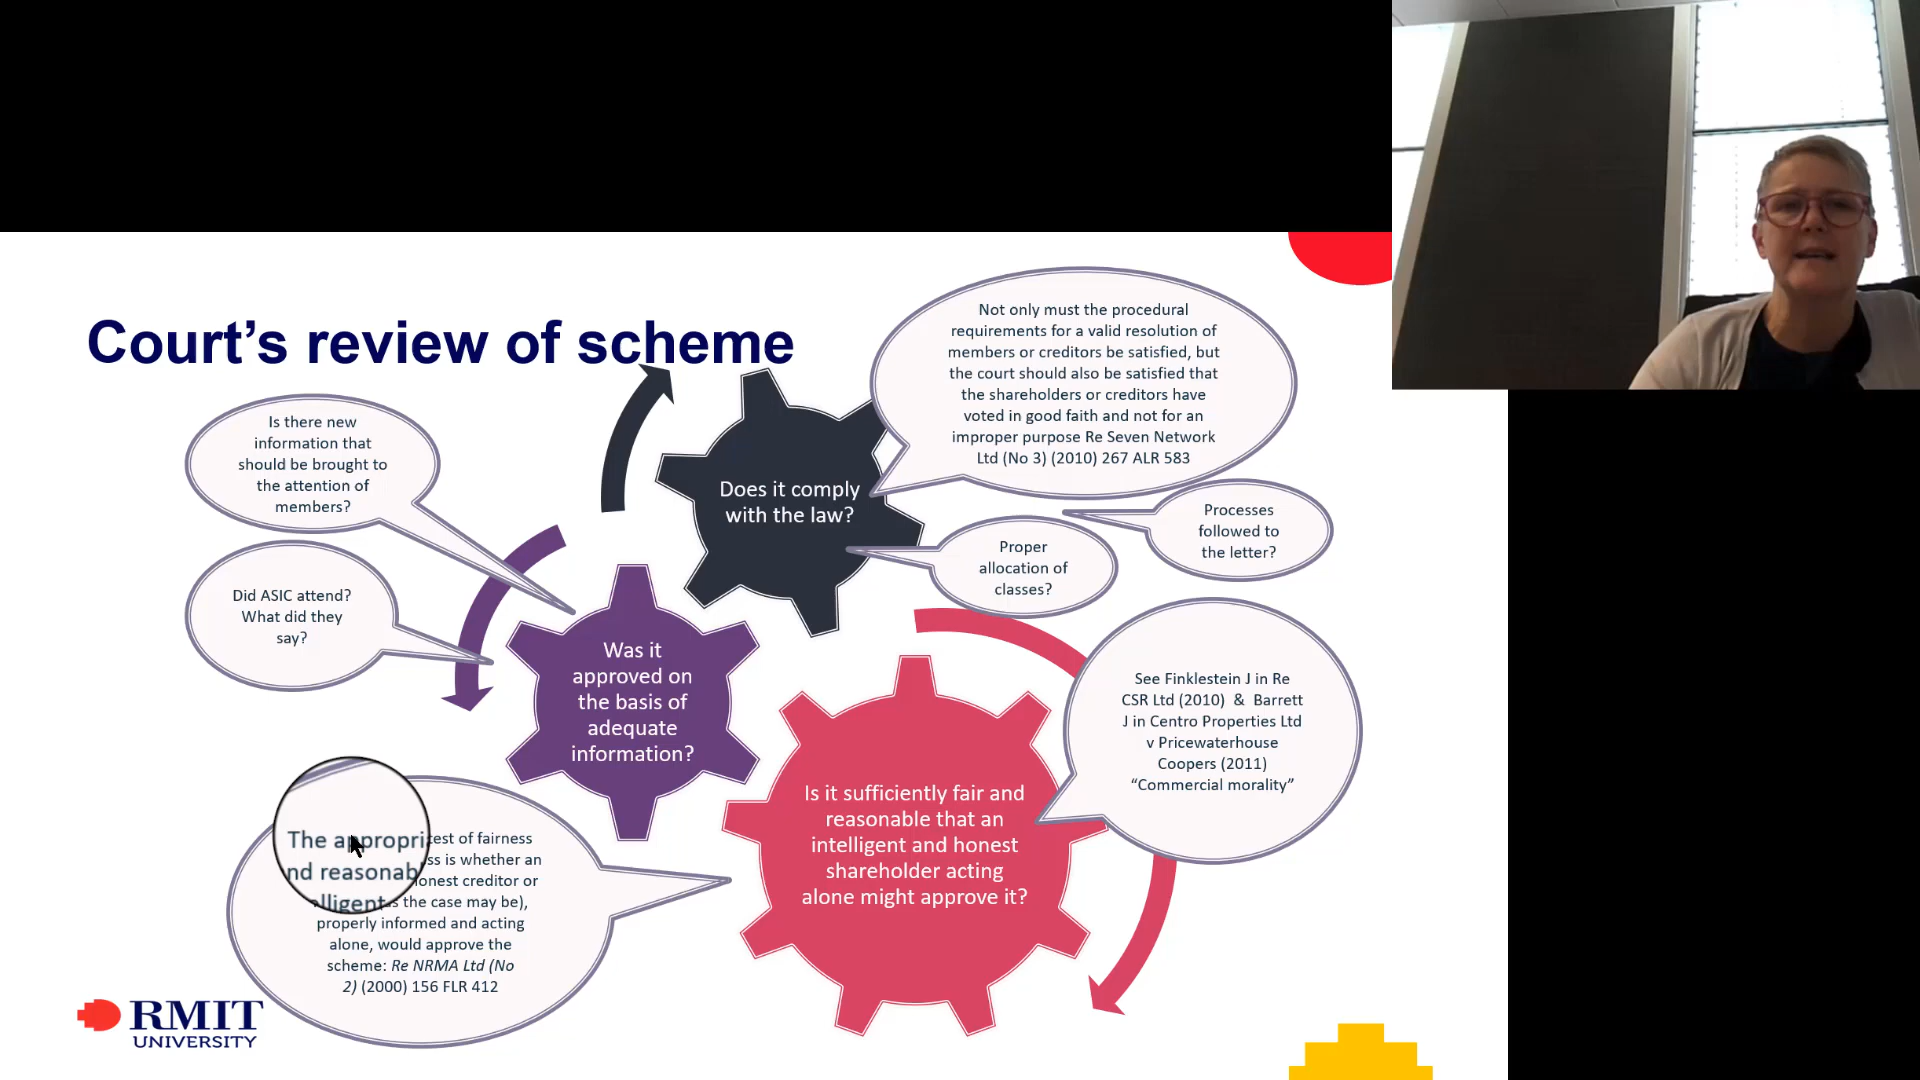 Court’s review of scheme
Not only must the procedural
requirements for a valid resolution of
members or creditors be satisfied, but
the court should also be satisfied that
the shareholders or creditors have
voted in good faith and not for an
improper purpose Re Seven Network
Ltd (No 3) (2010) 267 ALR 583
Is there new
information that
should be brought to
the attention of
members?
Does it comply
with the law?
Processes
followed to
the letter?
Proper
allocation of
classes?
Did ASIC attend?
What did they
say?
Was it
approved on
the basis of
adequate
information?
See Finklestein J in Re
CSR Ltd (2010) & Barrett
J in Centro Properties Ltd
v Pricewaterhouse
Coopers (2011)
“Commercial morality”
Is it sufficiently fair and
reasonable that an
intelligent and honest
shareholder acting
alone might approve it?
The appropri test of fairness
nd reasonab ss is whether an
lligent honest creditor or
the case may be),
properly informed and acting
alone, would approve the
scheme: Re NRMA Ltd (No
2) (2000) 156 FLR 412
RMIT
UNIVERSITY